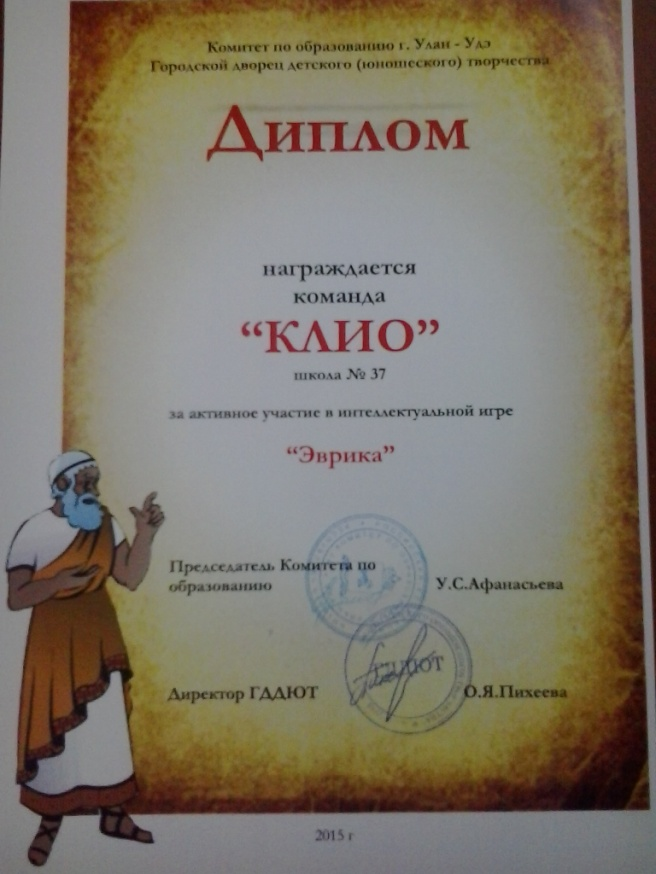 Комитет по образованию г. Улан - Удэ
Городской дворец детского (юношеского) творчества
Диплом
награждается
команда
“КЛИО”
школа № 37
за активное участие в интеллектуальной игре
“Эврика”
Председатель Комитета по
образованию
У.С.Афанасьева
ГДДЮТ
Директор ГДДЮТ
О.Я.Пихеева
2015 г